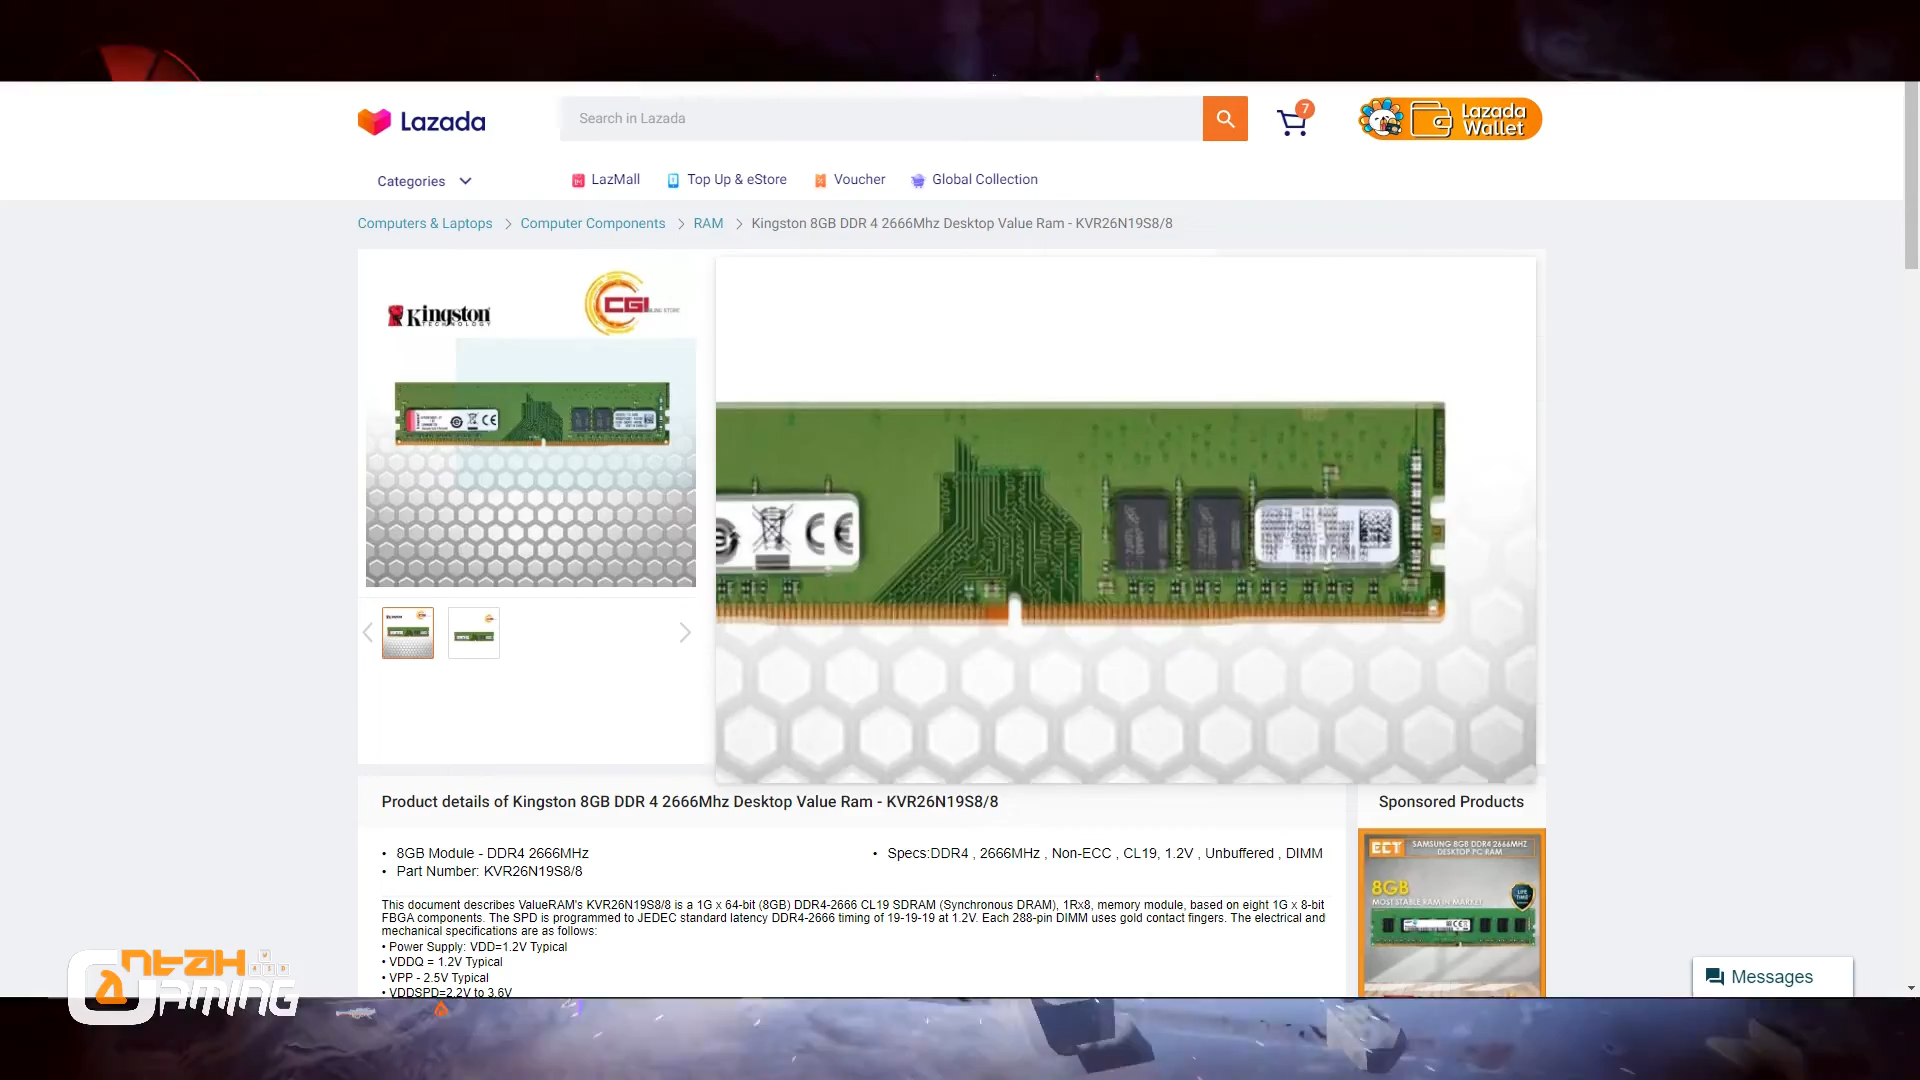 Lazada
Search in Lazada
7
Lazada
Wallet
Categories
LazMall
Top Up & eStore
Voucher
Global Collection
Computers & Laptops
Computer Components
RAM
Kingston 8GB DDR 4 2666Mhz Desktop Value Ram - KVR26N19S8/8
Kingston
TECHNOLOGY
CGI
Product details of Kingston 8GB DDR 4 2666Mhz Desktop Value Ram - KVR26N19S8/8
• 8GB Module - DDR4 2666MHz
• Part Number: KVR26N19S8/8
• Specs:DDR4 , 2666MHz , Non-ECC , CL19, 1.2V , Unbuffered , DIMM
This document describes ValueRAM's KVR26N19S8/8 is a 1G x 64-bit (8GB) DDR4-2666 CL19 SDRAM (Synchronous DRAM), 1Rx8, memory module, based on eight 1G x 8-bit
FBGA components. The SPD is programmed to JEDEC standard latency DDR4-2666 timing of 19-19-19 at 1.2V. Each 288-pin DIMM uses gold contact fingers. The electrical and
mechanical specifications are as follows:
• Power Supply: VDD=1.2V Typical
• VDDQ = 1.2V Typical
• VPP - 2.5V Typical
• VDDSPD=2.2V to 3.6V
Sponsored Products
ECT
SAMSUNG 8GB DDR4 2666MHZ
DESKTOP PC RAM
8GB
MOST STABLE RAM IN MARKET
Messages